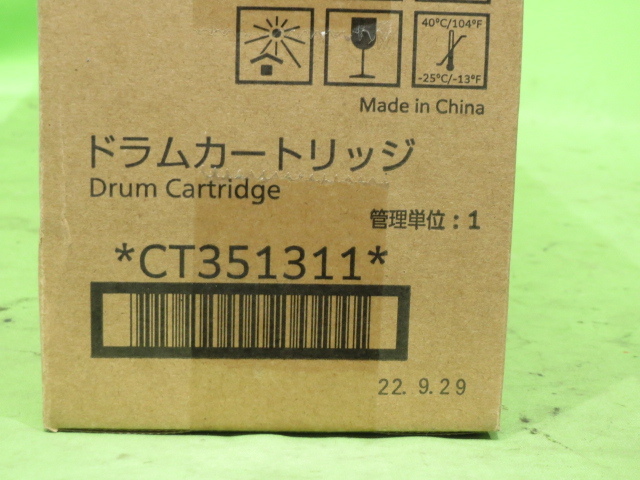 40°C/104°F
-25°C/-13°F
Made in China
ドラムカートリッジ
Drum Cartridge
管理単位：1
*CT351311*
22. 9.29